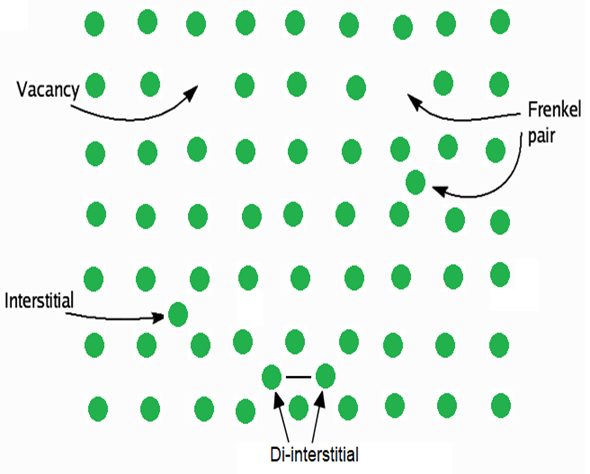 Vacancy
Frenkel
pair
Interstitial
Di-interstitial